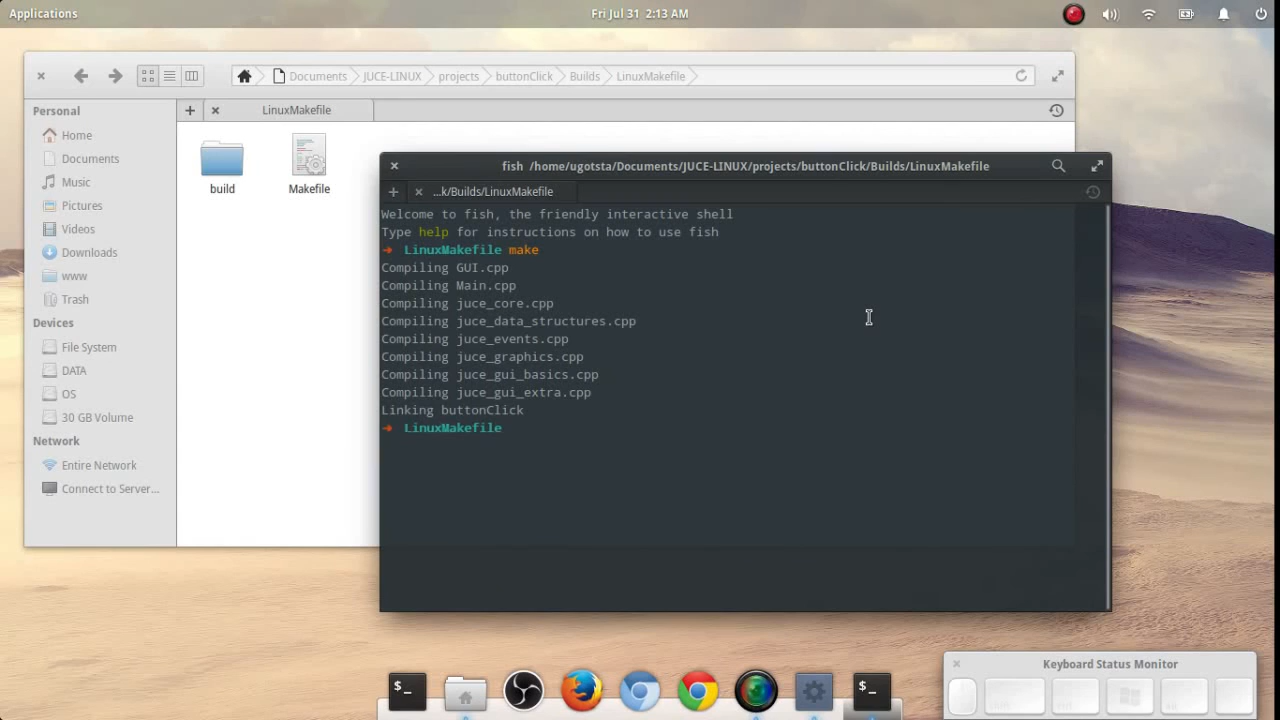 Applications
Fri Jul 31 2:13 AM
Documents
JUCE-LINUX
projects
buttonClick
Builds
LinuxMakefile
LinuxMakefile
Personal
Home
Documents
Music
Pictures
Videos
Downloads
www
Trash
Devices
File System
DATA
OS
30 GB Volume
Network
Entire Network
Connect to Server...
build
Makefile
fish /home/ugotsta/Documents/JUCE-LINUX/projects/buttonClick/Builds/LinuxMakefile
...k/Builds/LinuxMakefile
Welcome to fish, the friendly interactive shell
Type help for instructions on how to use fish
➜ LinuxMakefile make
Compiling GUI.cpp
Compiling Main.cpp
Compiling juce_core.cpp
Compiling juce_data_structures.cpp
Compiling juce_events.cpp
Compiling juce_graphics.cpp
Compiling juce_gui_basics.cpp
Compiling juce_gui_extra.cpp
Linking buttonClick
➜ LinuxMakefile
$_
$_
Keyboard Status Monitor